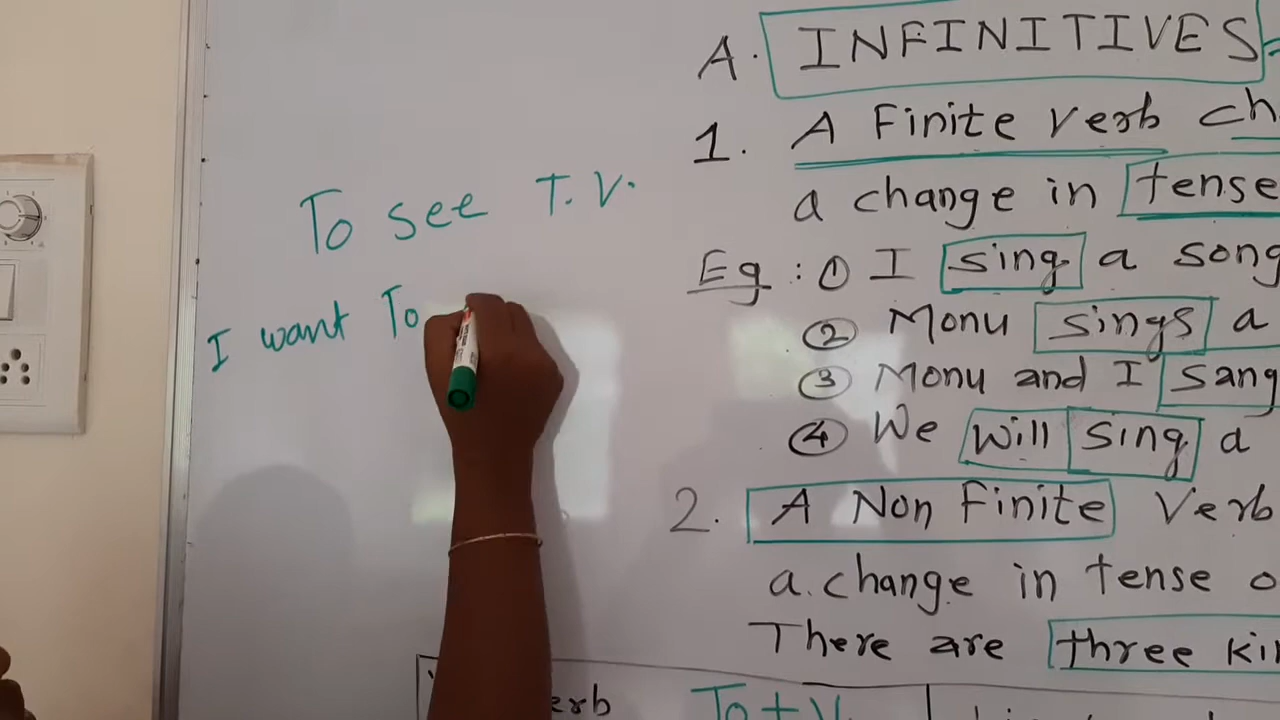 To see T.V.
I want To
A. INFINITIVES
1. A Finite verb
a change in tense
Eg : ① I sing a song
② Monu sings a
③ Monu and I sang
④ We will sing a
2. A Non Finite Verb
a. change in tense
There are three
To + V